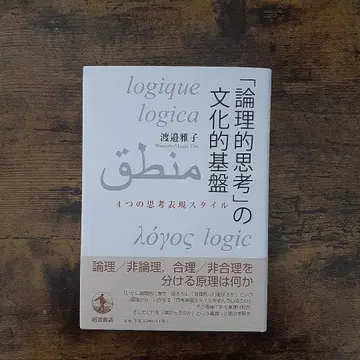 「論理的思考」の
文化的基盤
logique
logica
渡邉雅子
منطق
4つの思考表現スタイル
λόγος logic
論理/非論理,合理/非合理を
分ける原理は何か
岩波書店